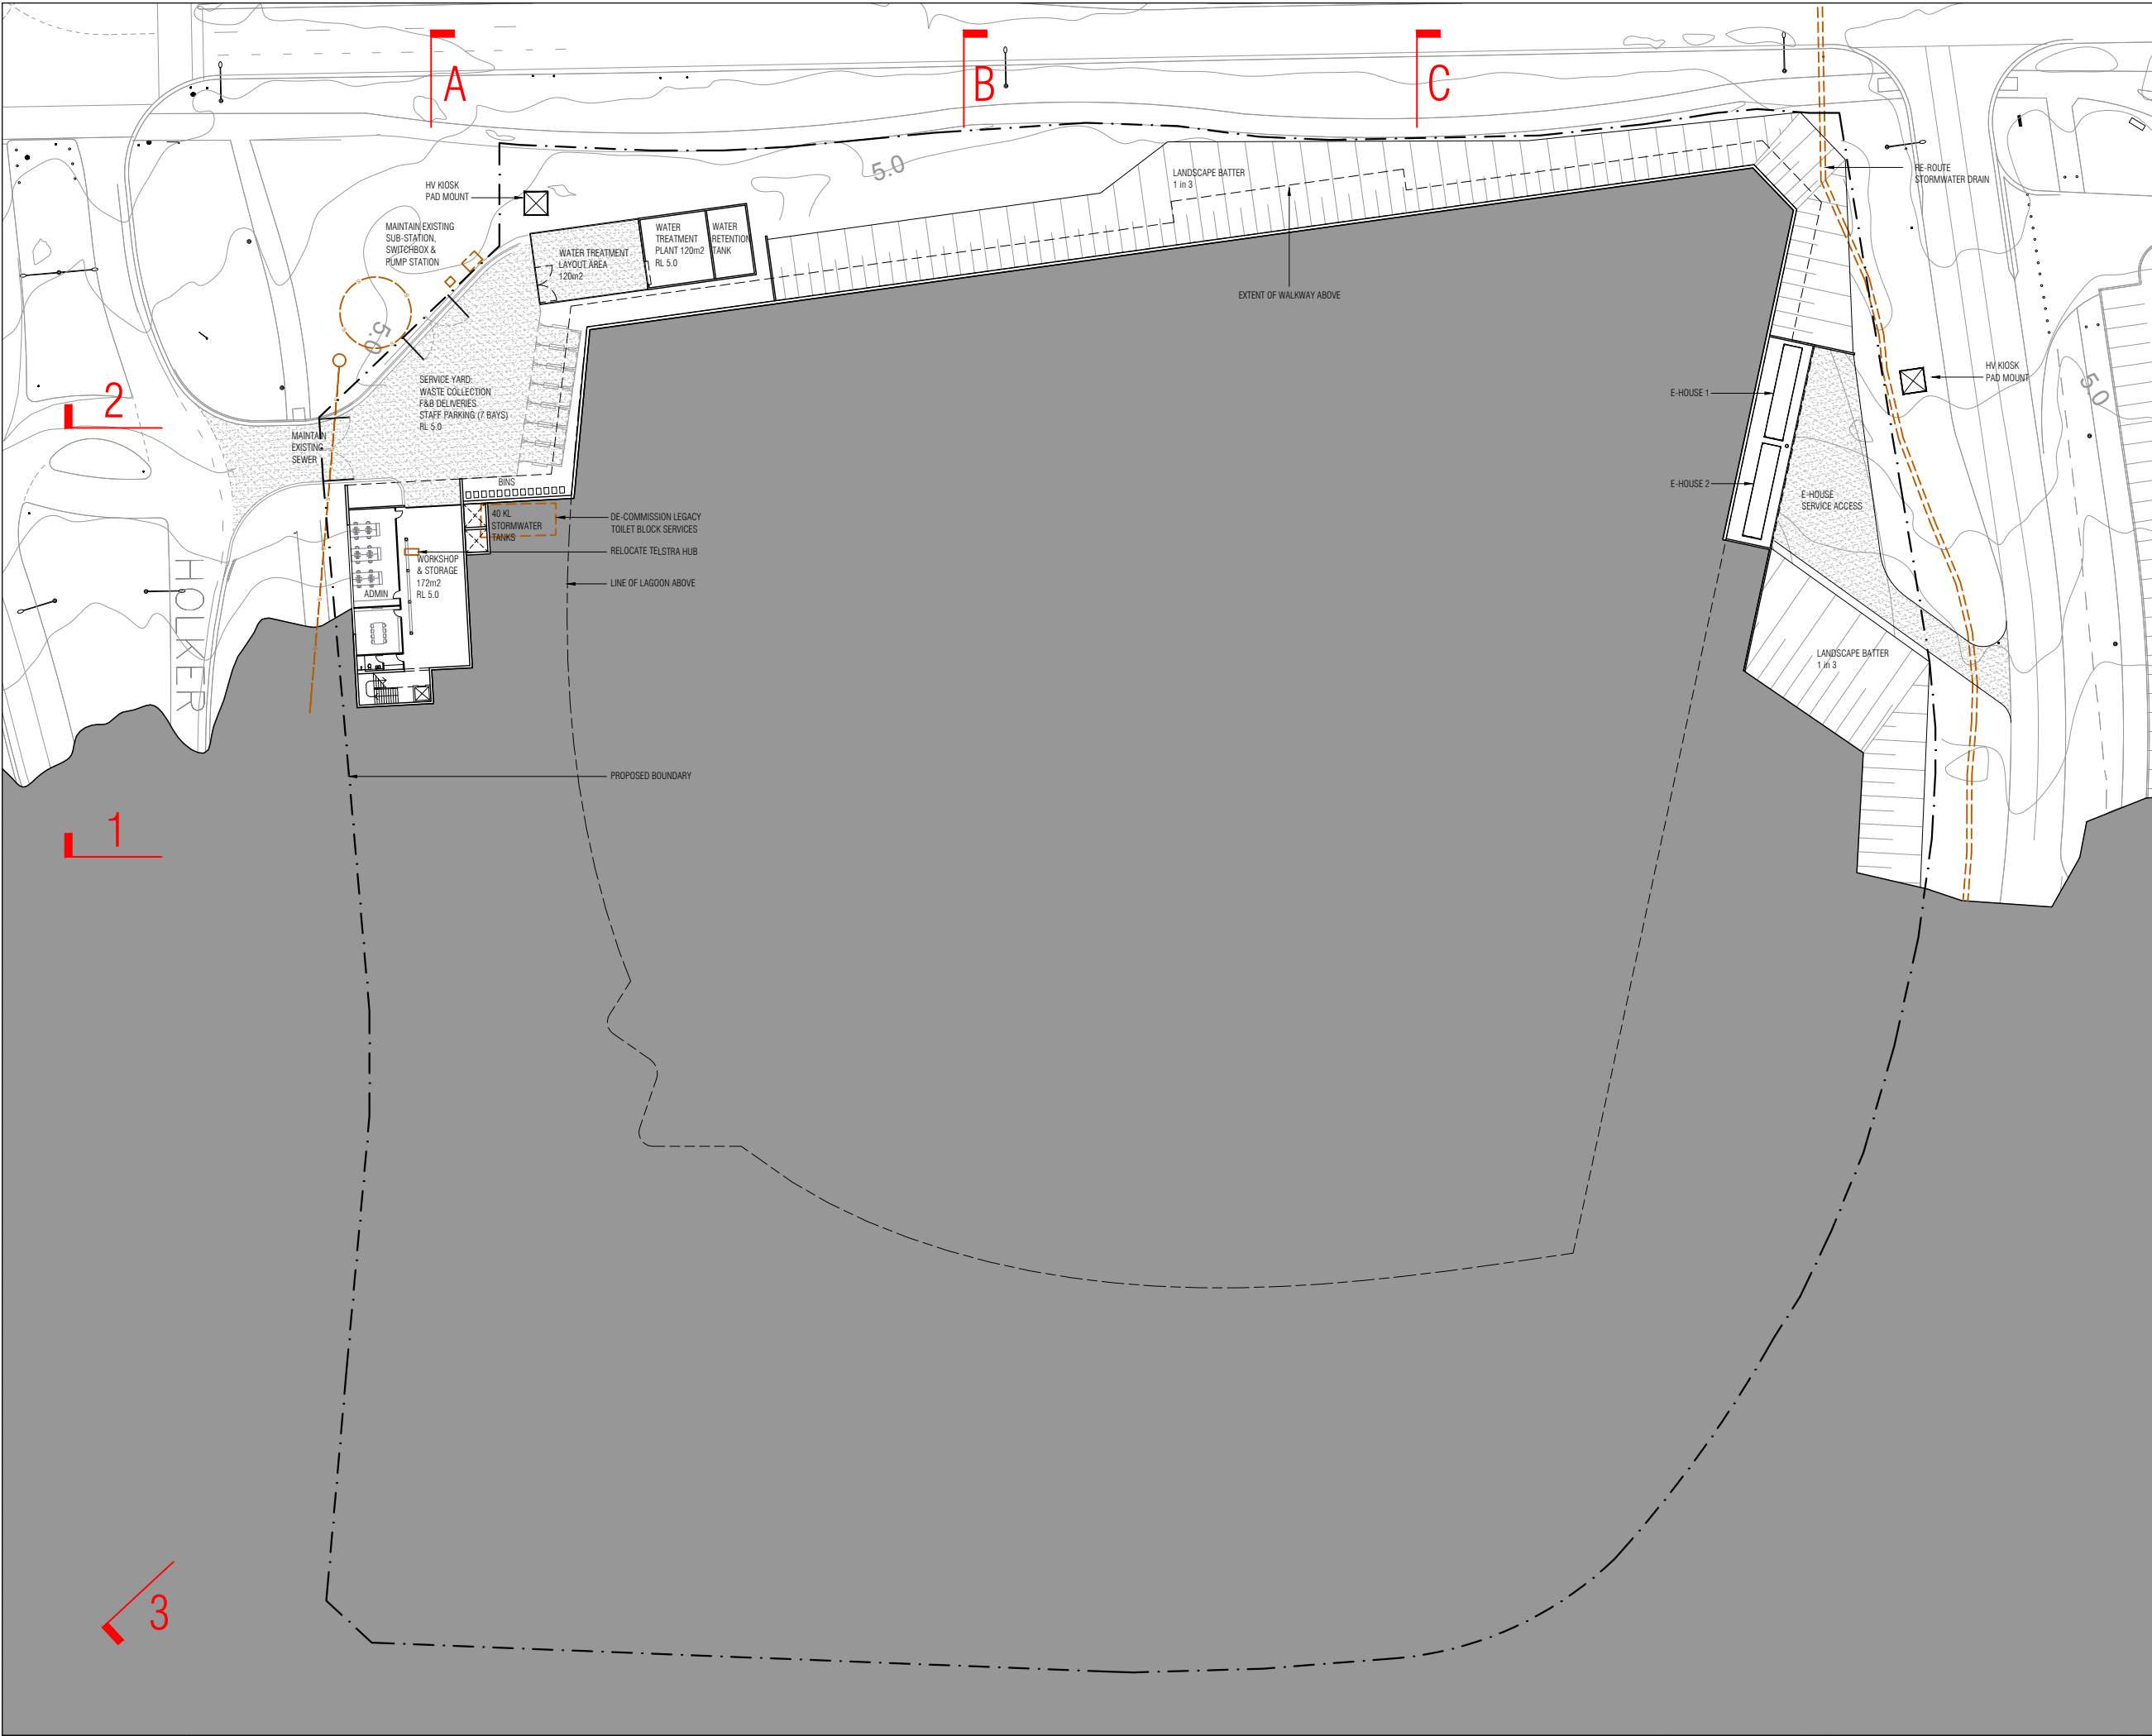 A
B
C
5.0
LANDSCAPE BATTER
1 in 3
RE-ROUTE
STORMWATER DRAIN
HV KIOSK
PAD MOUNT
MAINTAIN EXISTING
SUB-STATION,
SWITCHBOX &
PUMP STATION
WATER TREATMENT
LAYOUT AREA
120m2
WATER
TREATMENT
PLANT 120m2
RL 5.0
WATER
RETENTION
TANK
EXTENT OF WALKWAY ABOVE
5.0
SERVICE YARD:
WASTE COLLECTION
F&B DELIVERIES
STAFF PARKING (7 BAYS)
RL 5.0
E-HOUSE 1
HV KIOSK
PAD MOUNT
5.0
2
MAINTAIN
EXISTING
SEWER
BINS
E-HOUSE 2
E-HOUSE
SERVICE ACCESS
40 KL
STORMWATER
TANKS
DE-COMMISSION LEGACY
TOILET BLOCK SERVICES
RELOCATE TELSTRA HUB
WORKSHOP
& STORAGE
172m2
RL 5.0
LINE OF LAGOON ABOVE
ADMIN
HOLKER
LANDSCAPE BATTER
1 in 3
PROPOSED BOUNDARY
1
3